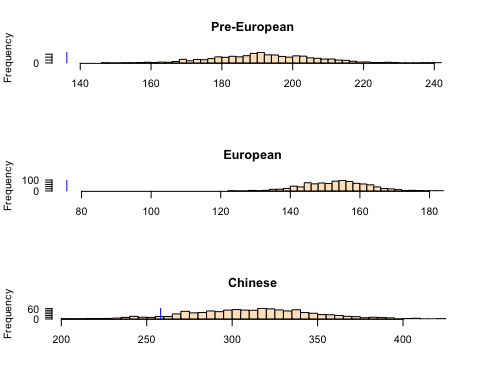 Pre-European
Frequency
0
140 160 180 200 220 240
European
Frequency
100
0
80 100 120 140 160 180
Chinese
Frequency
60
0
200 250 300 350 400